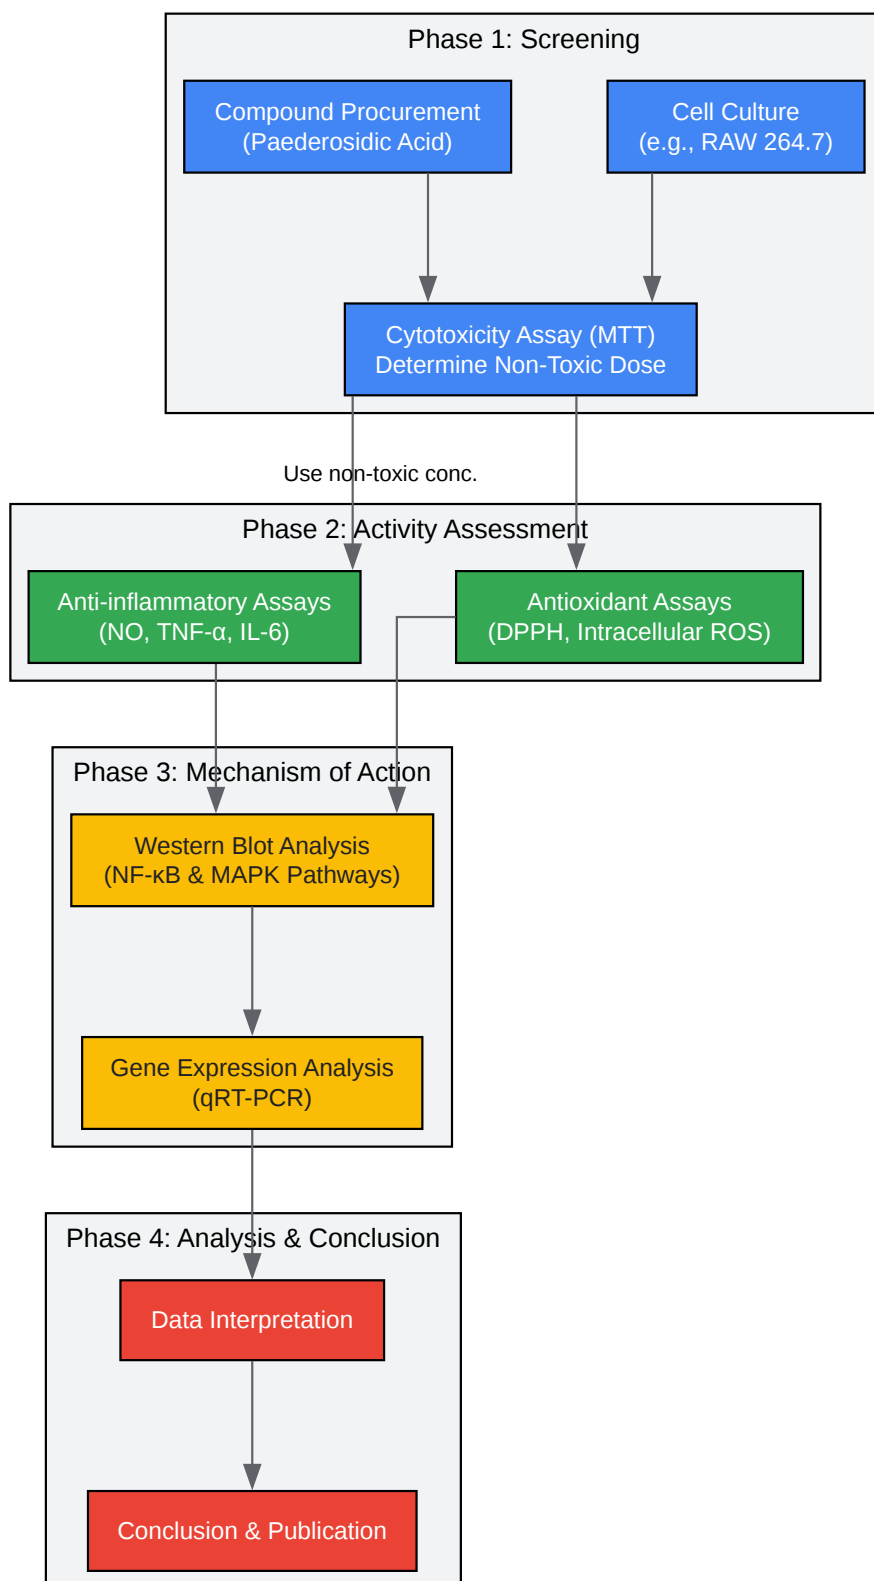 Phase 1: Screening
Compound Procurement
(Paederosidic Acid)
Cell Culture
(e.g., RAW 264.7)
Cytotoxicity Assay (MTT)
Determine Non-Toxic Dose
Use non-toxic conc.
Phase 2: Activity Assessment
Anti-inflammatory Assays
(NO, TNF-α, IL-6)
Antioxidant Assays
(DPPH, Intracellular ROS)
Phase 3: Mechanism of Action
Western Blot Analysis
(NF-κB & MAPK Pathways)
Gene Expression Analysis
(qRT-PCR)
Phase 4: Analysis & Conclusion
Data Interpretation
Conclusion & Publication